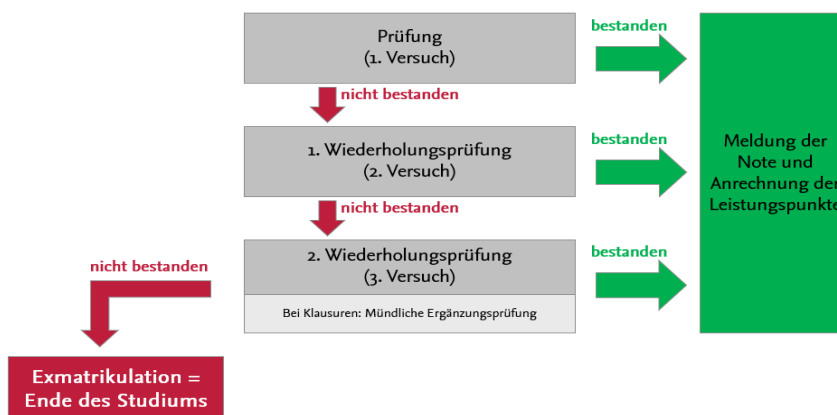 Prüfung
(1. Versuch)
bestanden
nicht bestanden
1. Wiederholungsprüfung
(2. Versuch)
bestanden
Meldung der
Note und
Anrechnung der
Leistungspunkte
nicht bestanden
2. Wiederholungsprüfung
(3. Versuch)
bestanden
Bei Klausuren: Mündliche Ergänzungsprüfung
nicht bestanden
Exmatrikulation =
Ende des Studiums